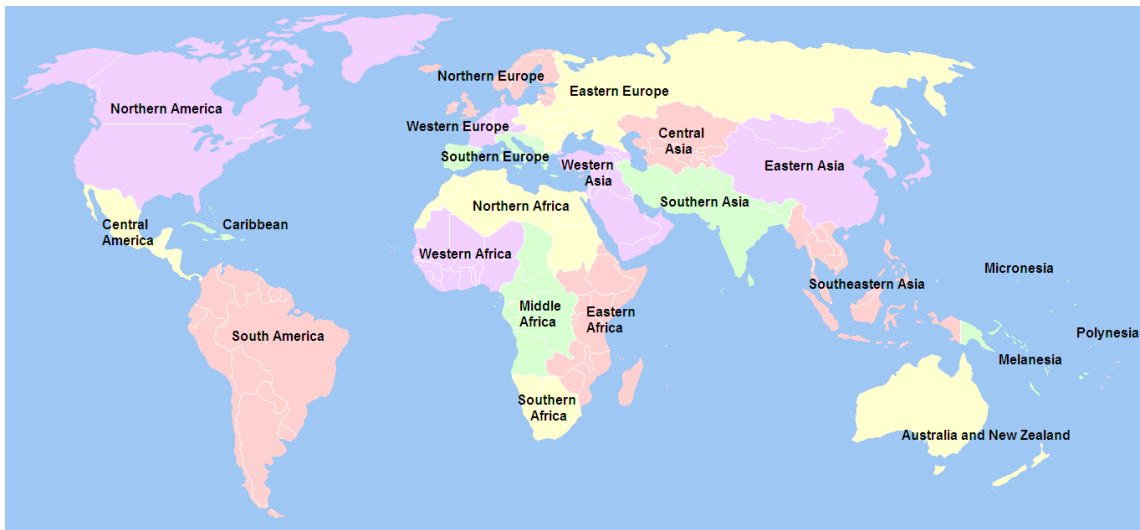 Northern Europe
Eastern Europe
Northern America
Western Europe
Central
Asia
Southern Europe
Western
Asia
Eastern Asia
Southern Asia
Northern Africa
Caribbean
Central
America
Western Africa
Micronesia
Southeastern Asia
Middle
Africa
Eastern
Africa
South America
Polynesia
Melanesia
Southern
Africa
Australia and New Zealand